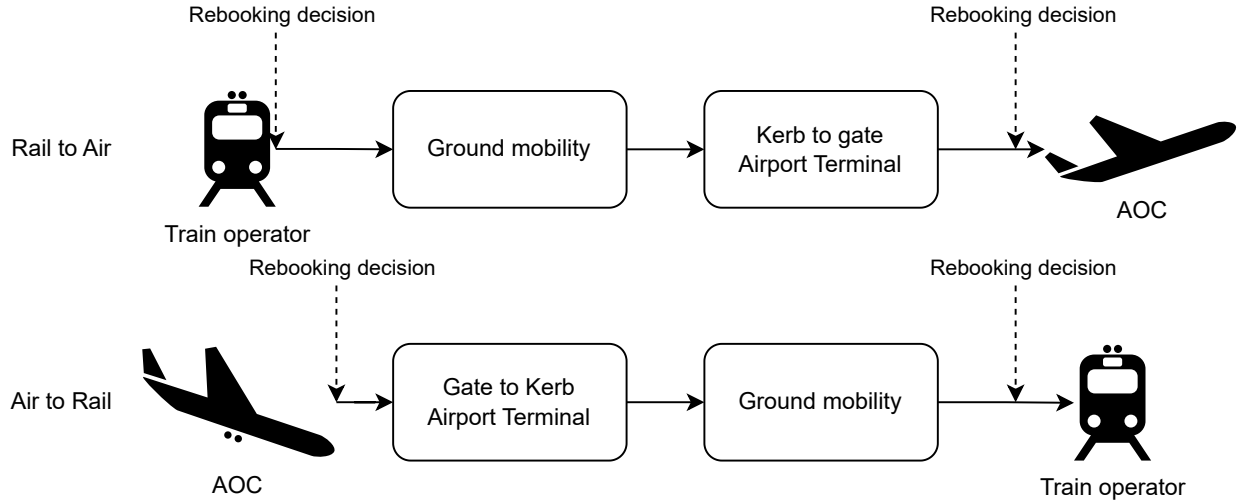 Rebooking decision
Rebooking decision
Rail to Air
Ground mobility
Kerb to gate
Airport Terminal
AOC
Train operator
Rebooking decision
Rebooking decision
Air to Rail
Gate to Kerb
Airport Terminal
Ground mobility
AOC
Train operator